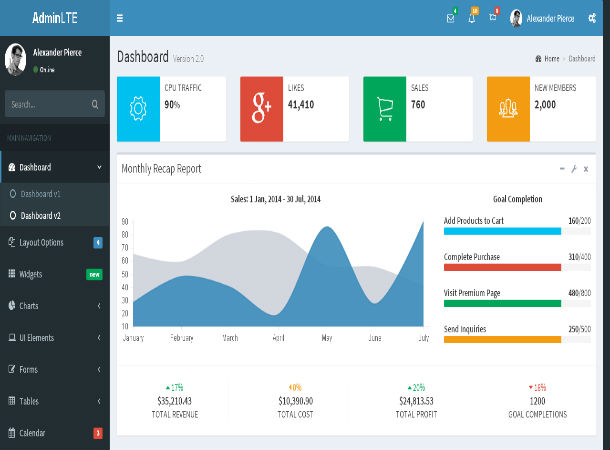 AdminLTE
4
10
9
Alexander Pierce
Alexander Pierce
Online
Search...
MAIN NAVIGATION
Dashboard
Dashboard v1
Dashboard v2
Layout Options
4
Widgets
new
Charts
UI Elements
Forms
Tables
Calendar
3
Dashboard Version 2.0
Home > Dashboard
CPU TRAFFIC
90%
g+
LIKES
41,410
SALES
760
NEW MEMBERS
2,000
Monthly Recap Report
Sales: 1 Jan, 2014 - 30 Jul, 2014
90
80
70
60
50
40
30
20
10
January February March April May June July
Goal Completion
Add Products to Cart 160/200
Complete Purchase 310/400
Visit Premium Page 480/800
Send Inquiries 250/500
17%
$35,210.43
TOTAL REVENUE
0%
$10,390.90
TOTAL COST
20%
$24,813.53
TOTAL PROFIT
18%
1200
GOAL COMPLETIONS